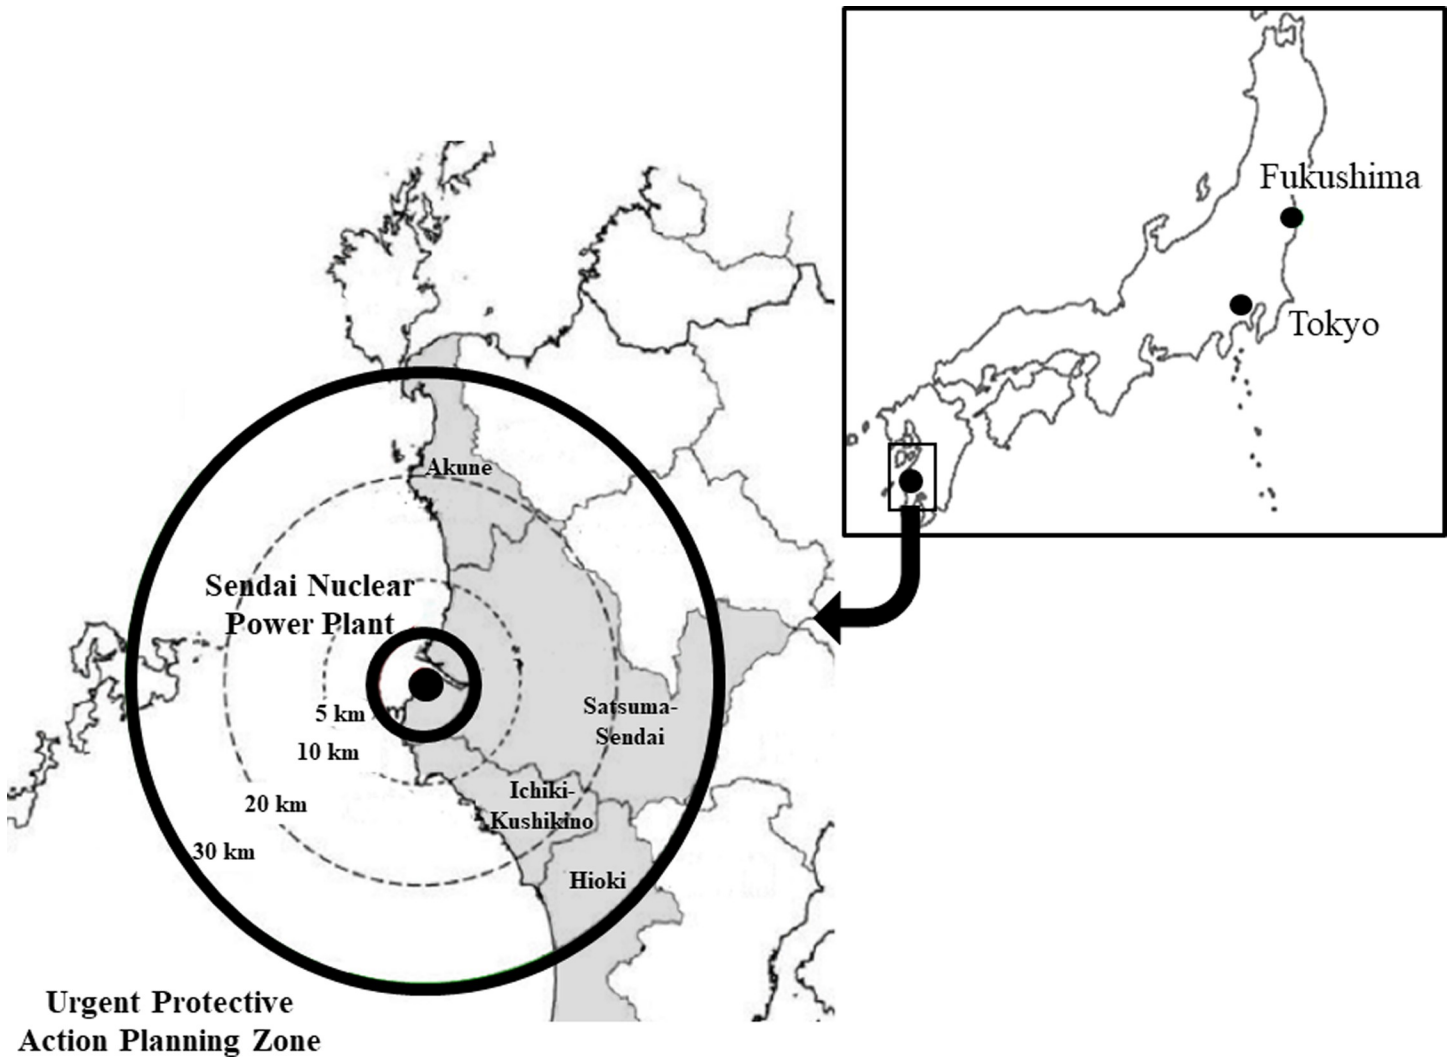 Fukushima
Tokyo
Akune
Sendai Nuclear
Power Plant
5 km
10 km
20 km
30 km
Satsuma-
Sendai
Ichiki-
Kushikino
Hioki
Urgent Protective
Action Planning Zone